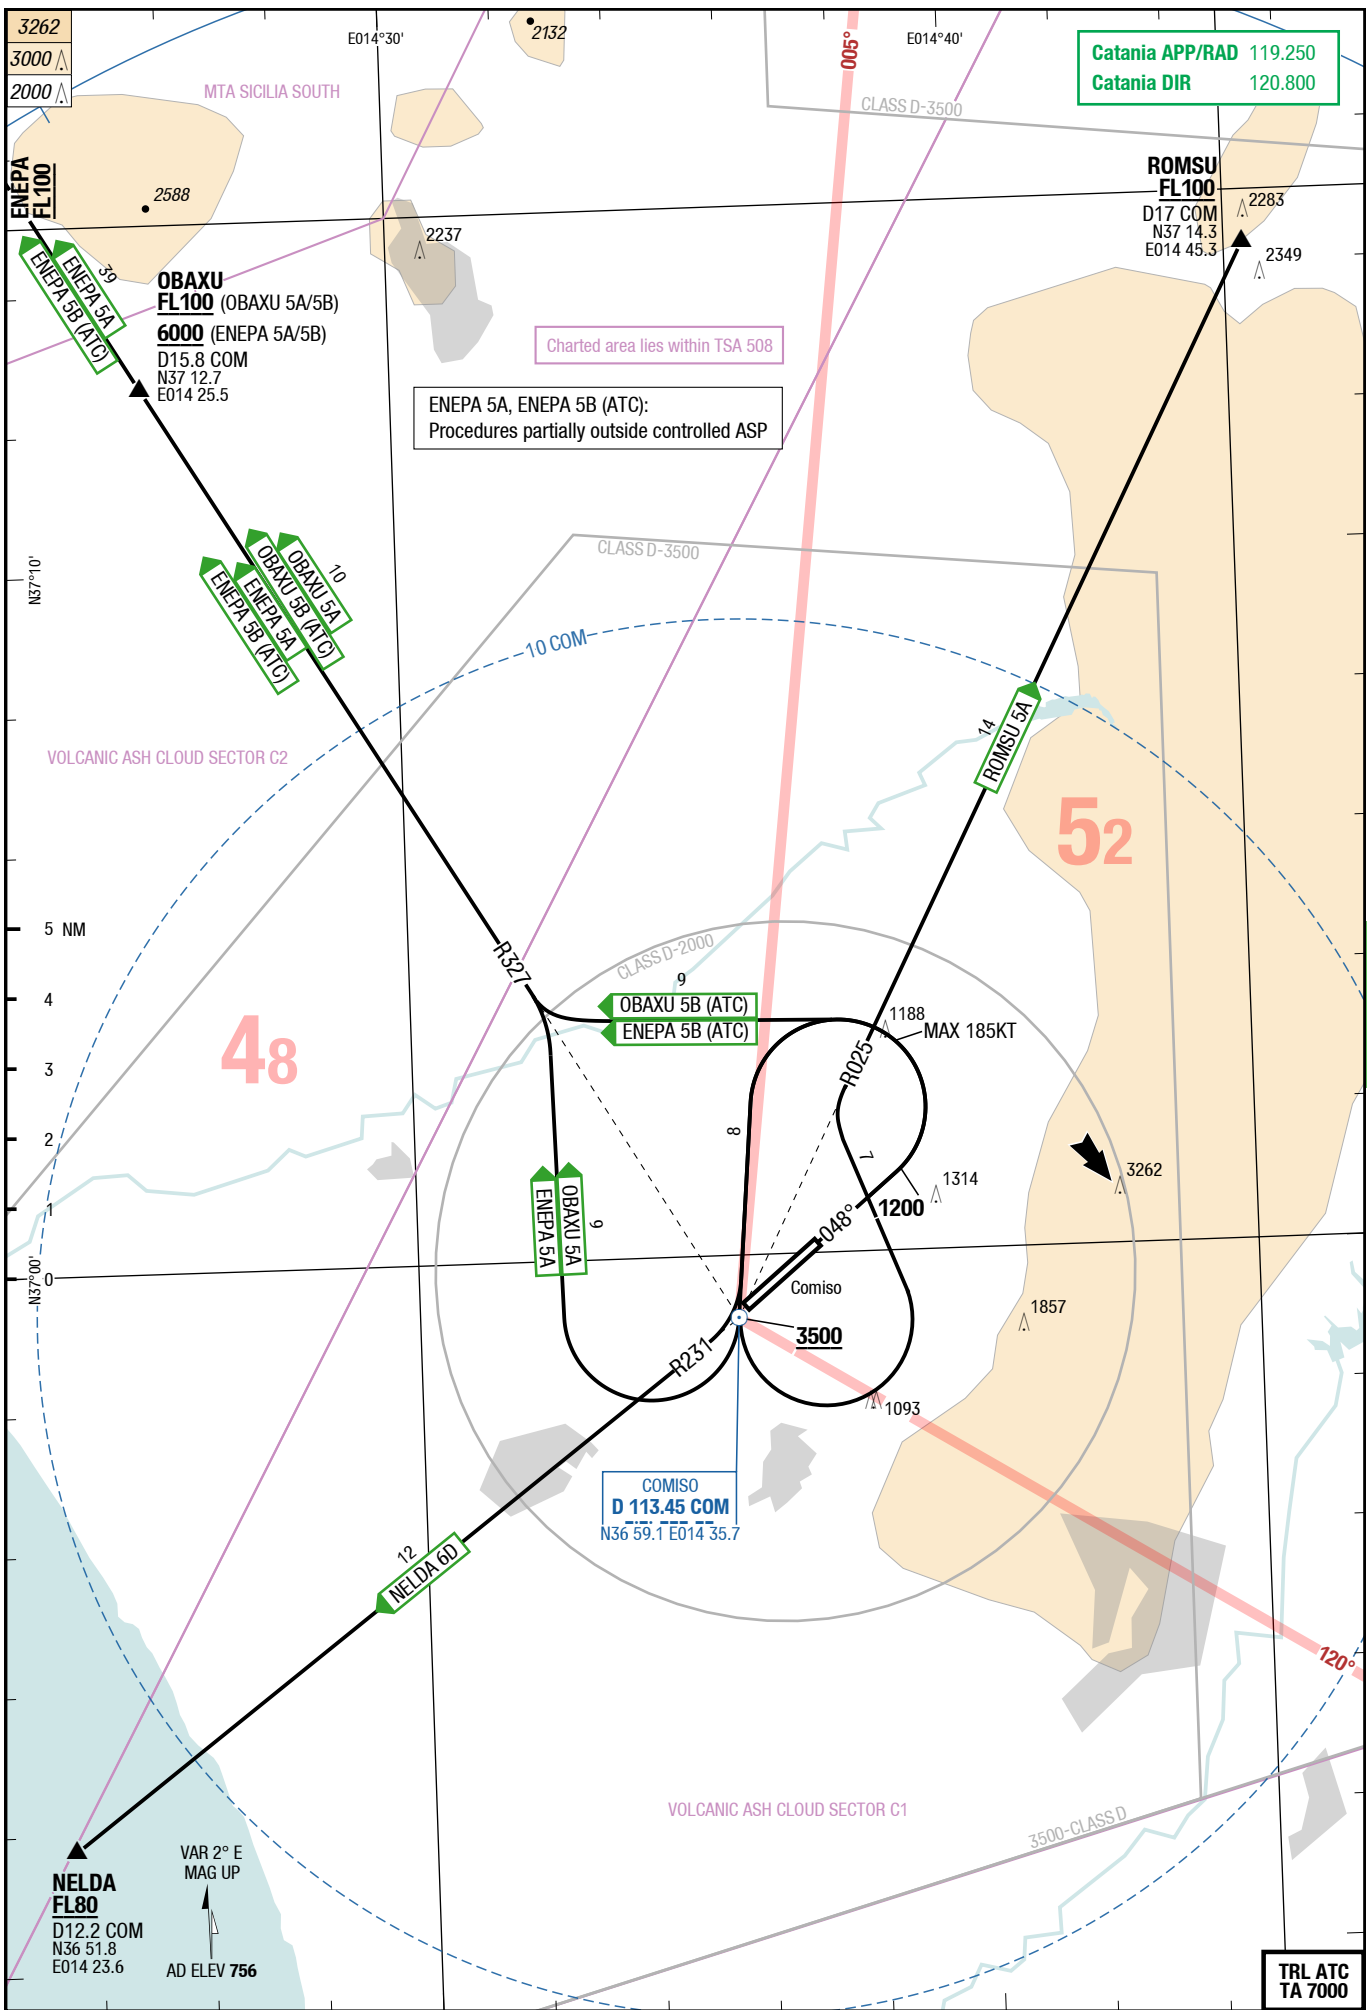 3262
3000
2000
E014°30'
2132
005°
E014°40'
Catania APP/RAD 119.250
Catania DIR 120.800
MTA SICILIA SOUTH
CLASS D-3500
ENEPA
FL100
2588
2237
ROMSU
FL100
D17 COM
N37 14.3
E014 45.3
2283
2349
39
ENEPA 5A
ENEPA 5B (ATC)
OBAXU
FL100 (OBAXU 5A/5B)
6000 (ENEPA 5A/5B)
D15.8 COM
N37 12.7
E014 25.5
Charted area lies within TSA 508
ENEPA 5A, ENEPA 5B (ATC):
Procedures partially outside controlled ASP
N37°10'
10
OBAXU 5A
OBAXU 5B (ATC)
ENEPA 5A
ENEPA 5B (ATC)
CLASS D-3500
10 COM
14
ROMSU 5A
VOLCANIC ASH CLOUD SECTOR C2
52
5 NM
4
3
2
1
0
R327
CLASS D-2000
9
OBAXU 5B (ATC)
ENEPA 5B (ATC)
1188
MAX 185KT
R025
48
8
7
3262
1314
1200
048°
ENEPA 5A
OBAXU 5A
9
N37°00'
Comiso
1857
3500
R231
1093
COMISO
D 113.45 COM
N36 59.1 E014 35.7
12
NELDA 6D
120°
VOLCANIC ASH CLOUD SECTOR C1
3500-CLASS D
NELDA
FL80
D12.2 COM
N36 51.8
E014 23.6
VAR 2° E
MAG UP
AD ELEV 756
TRL ATC
TA 7000